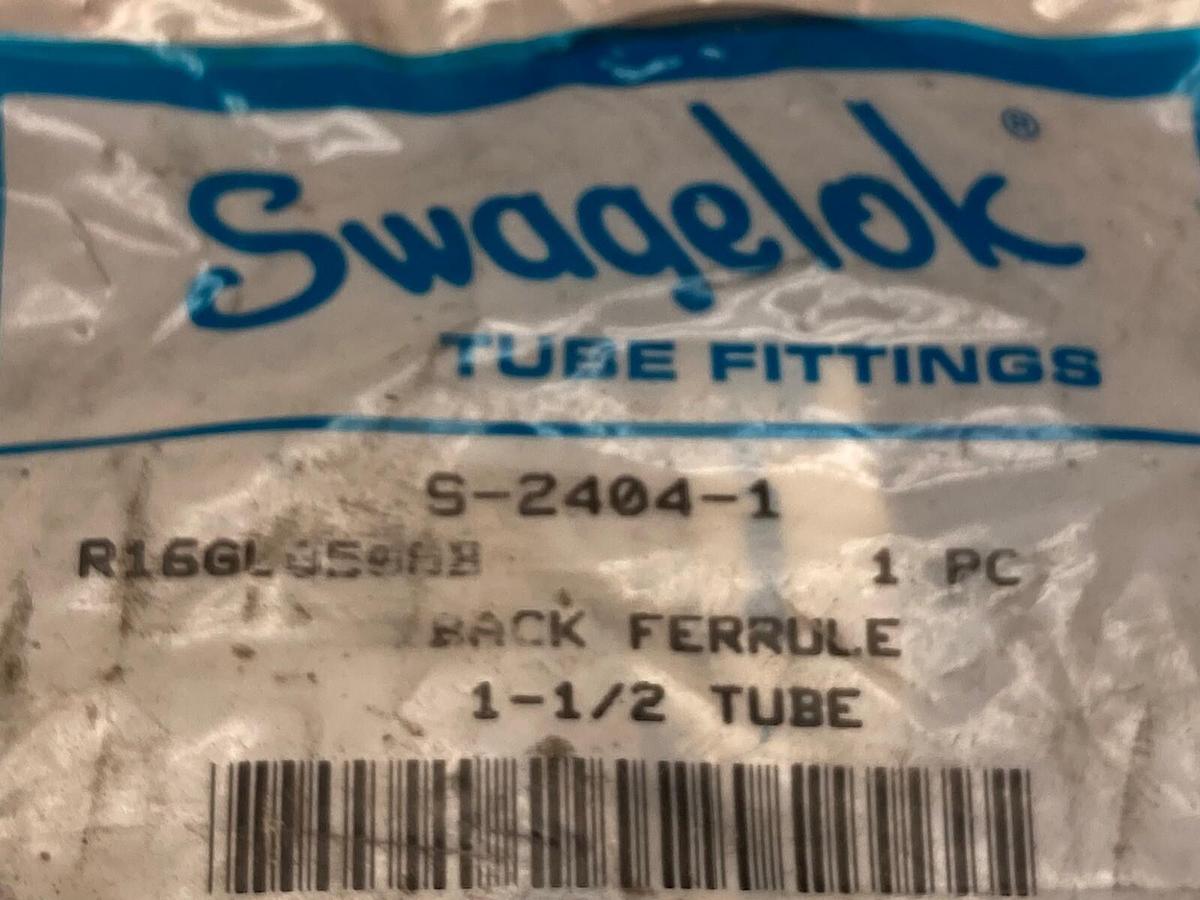 Swagelok®
TUBE FITTINGS
S-2404-1
1 PC
BACK FERRULE
1-1/2 TUBE